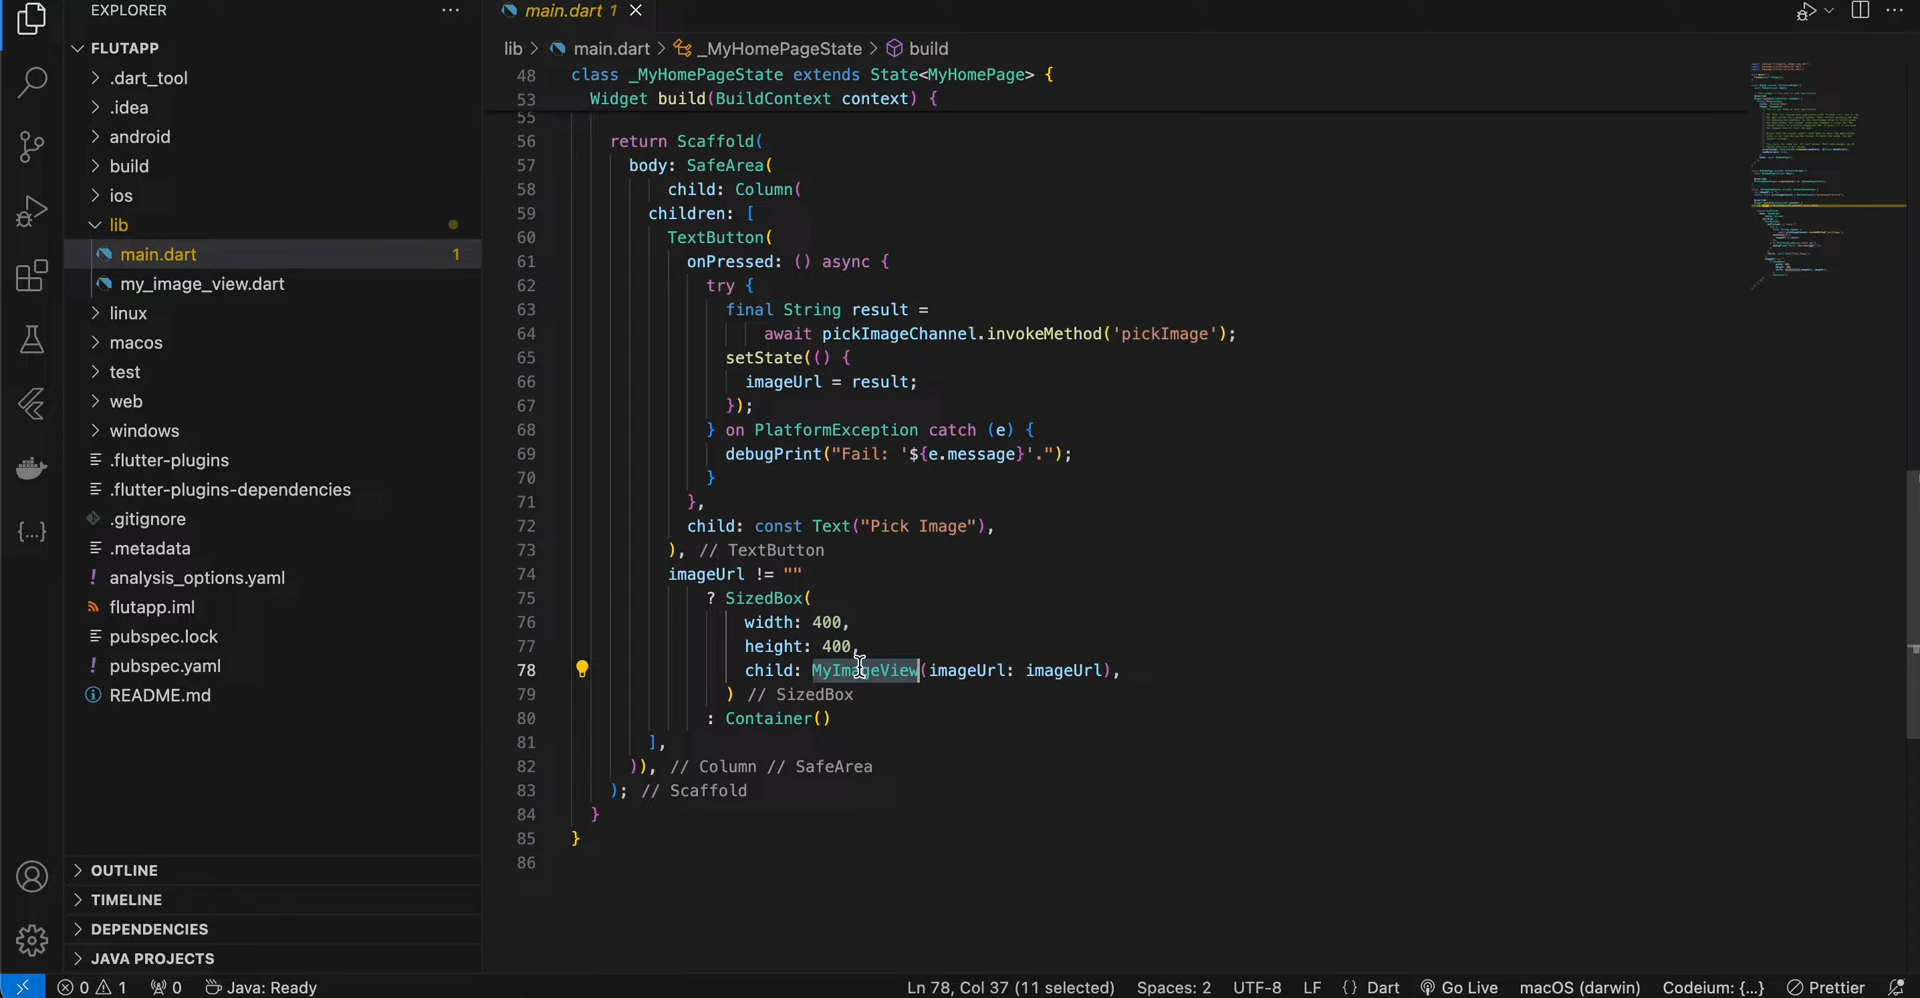 EXPLORER
FLUTAPP
.dart_tool
.idea
android
build
ios
lib
main.dart 1
my_image_view.dart
linux
macos
test
web
windows
.flutter-plugins
.flutter-plugins-dependencies
.gitignore
.metadata
analysis_options.yaml
flutapp.iml
pubspec.lock
pubspec.yaml
README.md
OUTLINE
TIMELINE
DEPENDENCIES
JAVA PROJECTS
main.dart 1
lib > main.dart > _MyHomePageState > build
48 class _MyHomePageState extends State<MyHomePage> {
53 Widget build(BuildContext context) {
55
56 return Scaffold(
57 body: SafeArea(
58 child: Column(
59 children: [
60 TextButton(
61 onPressed: () async {
62 try {
63 final String result =
64 await pickImageChannel.invokeMethod('pickImage');
65 setState(() {
66 imageUrl = result;
67 });
68 } on PlatformException catch (e) {
69 debugPrint("Fail: '${e.message}'.");
70 }
71 },
72 child: const Text("Pick Image"),
73 ), // TextButton
74 imageUrl != ""
75 ? SizedBox(
76 width: 400,
77 height: 400,
78 child: MyImageView(imageUrl: imageUrl),
79 ) // SizedBox
80 : Container()
81 ],
82 )), // Column // SafeArea
83 ); // Scaffold
84 }
85 }
86
0 1 0 Java: Ready Ln 78, Col 37 (11 selected) Spaces: 2 UTF-8 LF {} Dart Go Live macOS (darwin) Codeium: {...} Prettier